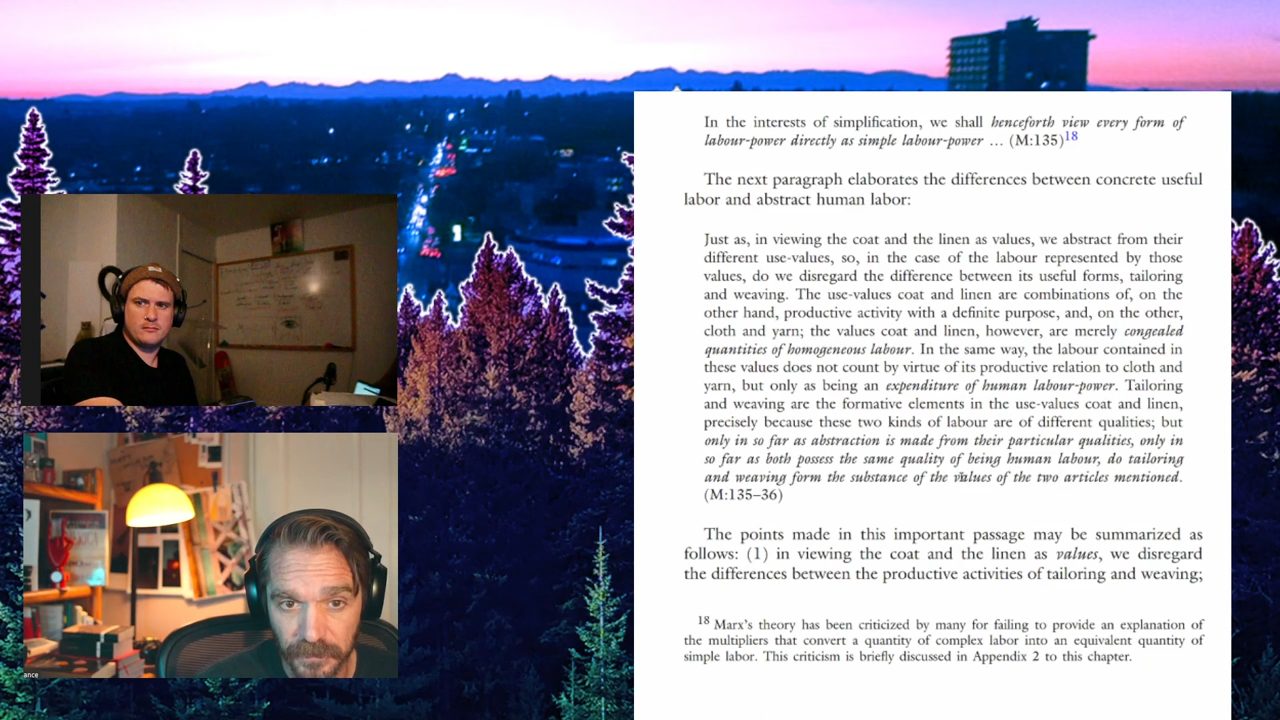 In the interests of simplification, we shall henceforth view every form of
labour-power directly as simple labour-power … (M:135)18
The next paragraph elaborates the differences between concrete useful
labor and abstract human labor:
Just as, in viewing the coat and the linen as values, we abstract from their
different use-values, so, in the case of the labour represented by those
values, do we disregard the difference between its useful forms, tailoring
and weaving. The use-values coat and linen are combinations of, on the
other hand, productive activity with a definite purpose, and, on the other,
cloth and yarn; the values coat and linen, however, are merely congealed
quantities of homogeneous labour. In the same way, the labour contained in
these values does not count by virtue of its productive relation to cloth and
yarn, but only as being an expenditure of human labour-power. Tailoring
and weaving are the formative elements in the use-values coat and linen,
precisely because these two kinds of labour are of different qualities; but
only in so far as abstraction is made from their particular qualities, only in
so far as both possess the same quality of being human labour, do tailoring
and weaving form the substance of the values of the two articles mentioned.
(M:135–36)
The points made in this important passage may be summarized as
follows: (1) in viewing the coat and the linen as values, we disregard
the differences between the productive activities of tailoring and weaving;
18 Marx's theory has been criticized by many for failing to provide an explanation of
the multipliers that convert a quantity of complex labor into an equivalent quantity of
simple labor. This criticism is briefly discussed in Appendix 2 to this chapter.
ance